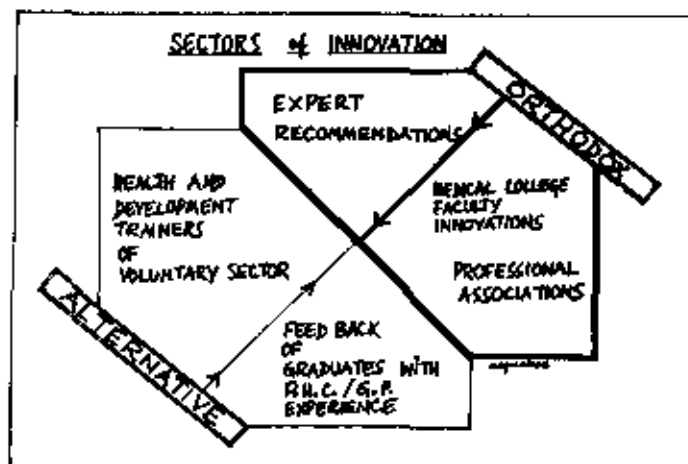 SECTORS of INNOVATION
EXPERT
RECOMMENDATIONS
ORTHODOX
HEALTH AND
DEVELOPMENT
TRAINERS
OF
VOLUNTARY SECTOR
MEDICAL COLLEGE
FACULTY
INNOVATIONS
PROFESSIONAL
ASSOCIATIONS
ALTERNATIVE
FEED BACK
OF
GRADUATES WITH
P.H.C./G.P.
EXPERIENCE